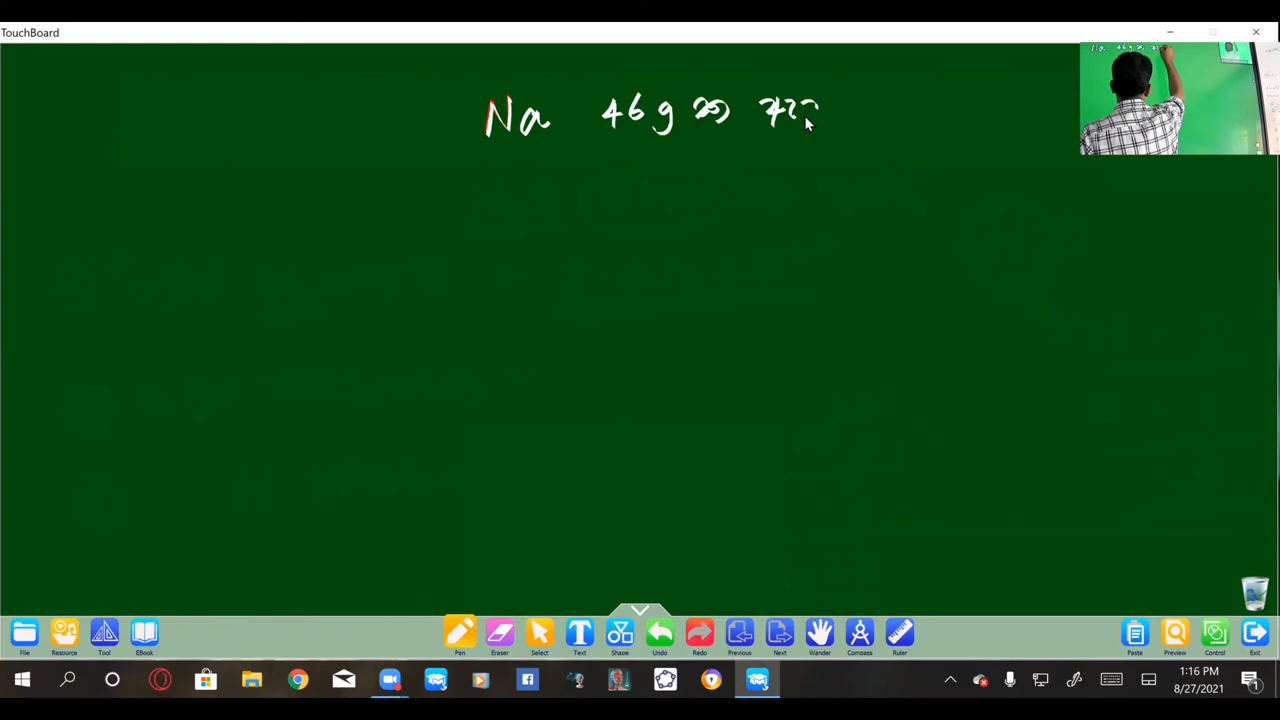 TouchBoard
Na 46 g
File
Resource
Tool
EBook
Pen
Eraser
Select
Text
Shape
Undo
Redo
Previous
Next
Wander
Compass
Ruler
Paste
Preview
Control
Exit
1:16 PM
8/27/2021